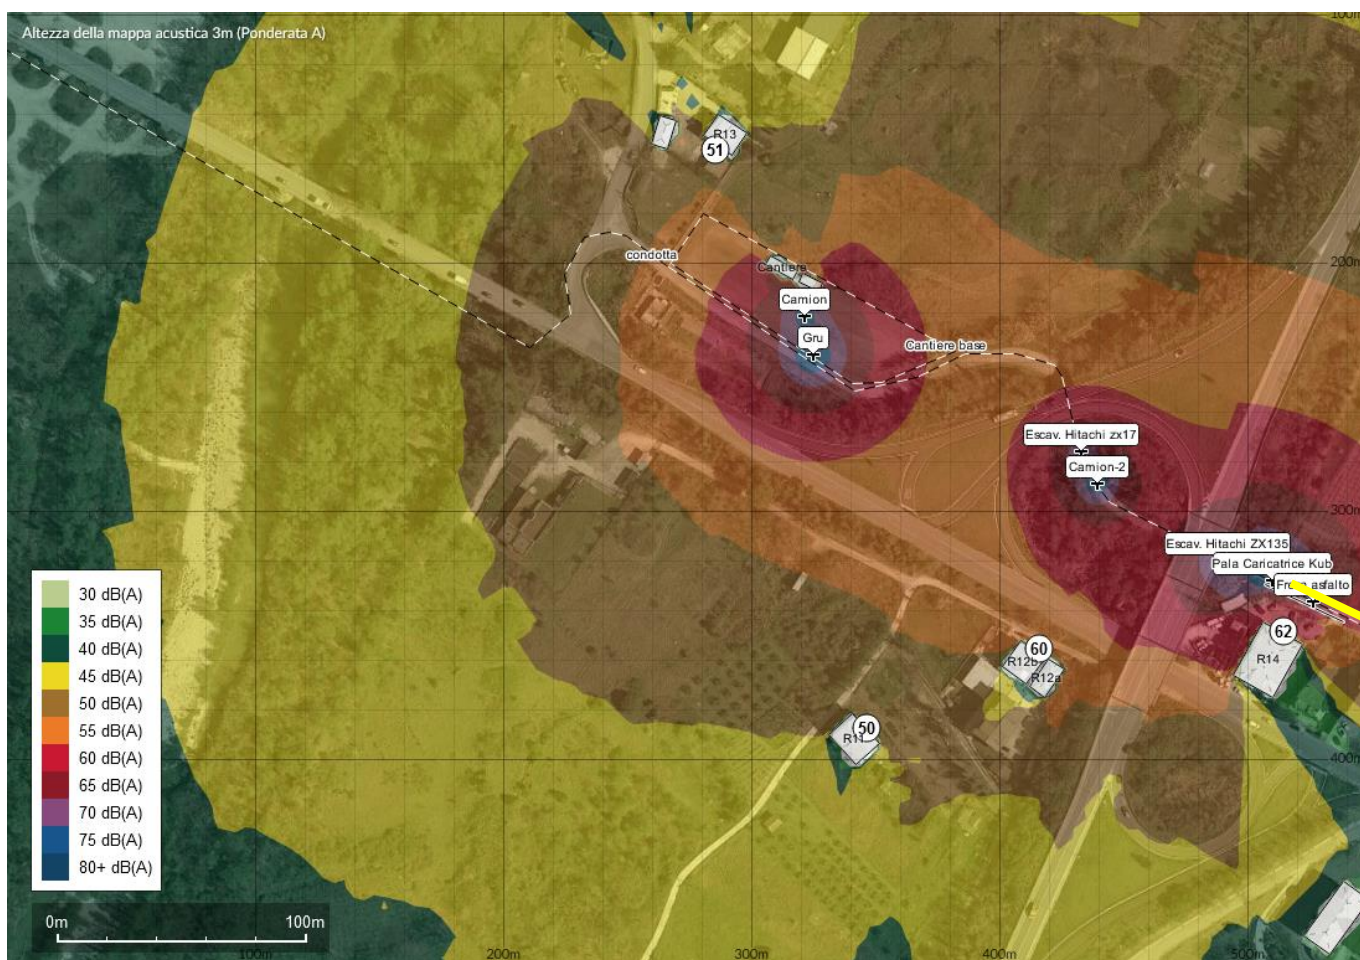 Altezza della mappa acustica 3m (Ponderata A)
100m
R13
51
condotta
Cantiere
200m
Camion
Gru
Cantiere base
Escav. Hitachi zx17
Camion-2
300m
Escav. Hitachi ZX135
Pala Caricatrice Kub
asfalto
62
R14
60
R12b
R12a
50
R11
400m
30 dB(A)
35 dB(A)
40 dB(A)
45 dB(A)
50 dB(A)
55 dB(A)
60 dB(A)
65 dB(A)
70 dB(A)
75 dB(A)
80+ dB(A)
0m 100m
100m 200m 300m 400m 500m